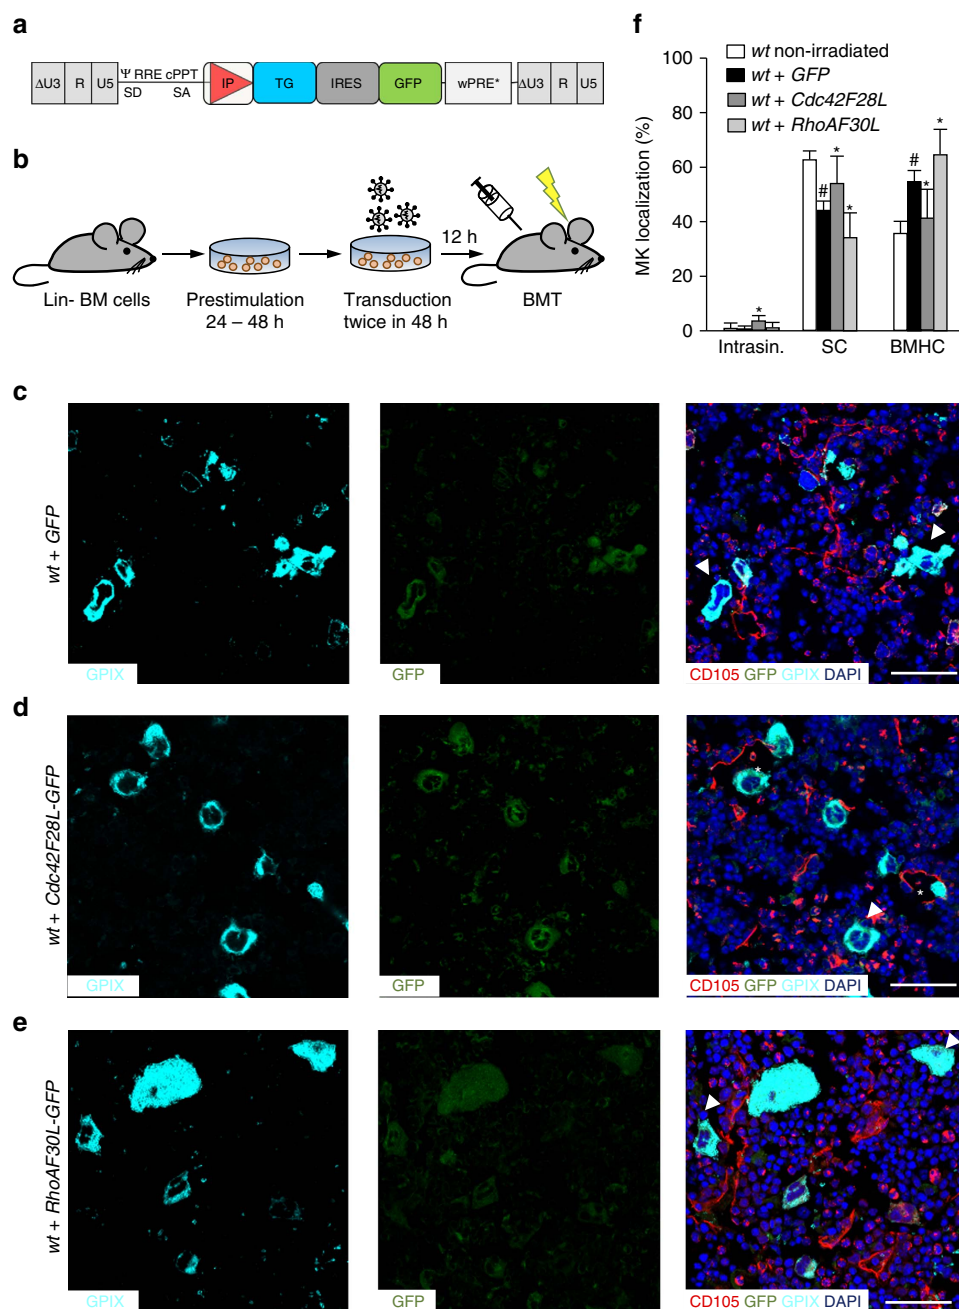 a
ΔU3 R U5 Ψ RRE cPPT SD SA IP TG IRES GFP wPRE* ΔU3 R U5
b
12 h
Lin- BM cells
Prestimulation
24 – 48 h
Transduction
twice in 48 h
BMT
f
MK localization (%)
100
80
60
40
20
0
wt non-irradiated
wt + GFP
wt + Cdc42F28L
wt + RhoAF30L
*
# * *
# * *
Intrasin. SC BMHC
c
wt + GFP
GPIX
GFP
CD105 GFP GPIX DAPI
d
wt + Cdc42F28L-GFP
GPIX
GFP
*
*
CD105 GFP GPIX DAPI
e
wt + RhoAF30L-GFP
GPIX
GFP
CD105 GFP GPIX DAPI